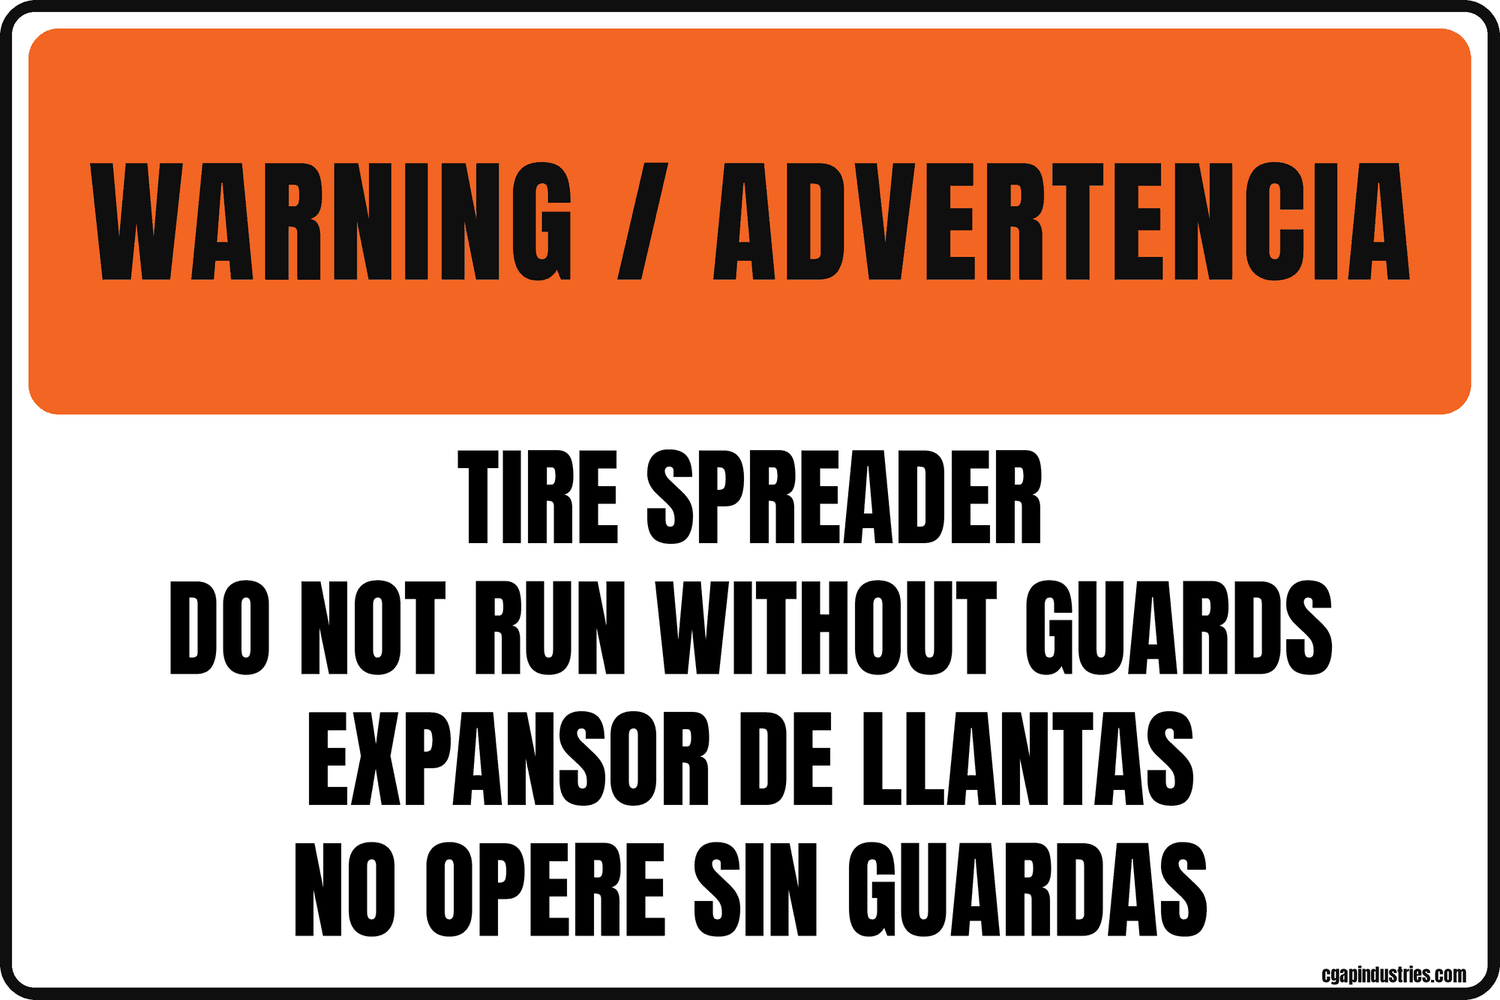 WARNING / ADVERTENCIA
TIRE SPREADER
DO NOT RUN WITHOUT GUARDS
EXPANSOR DE LLANTAS
NO OPERE SIN GUARDAS
cgapindustries.com